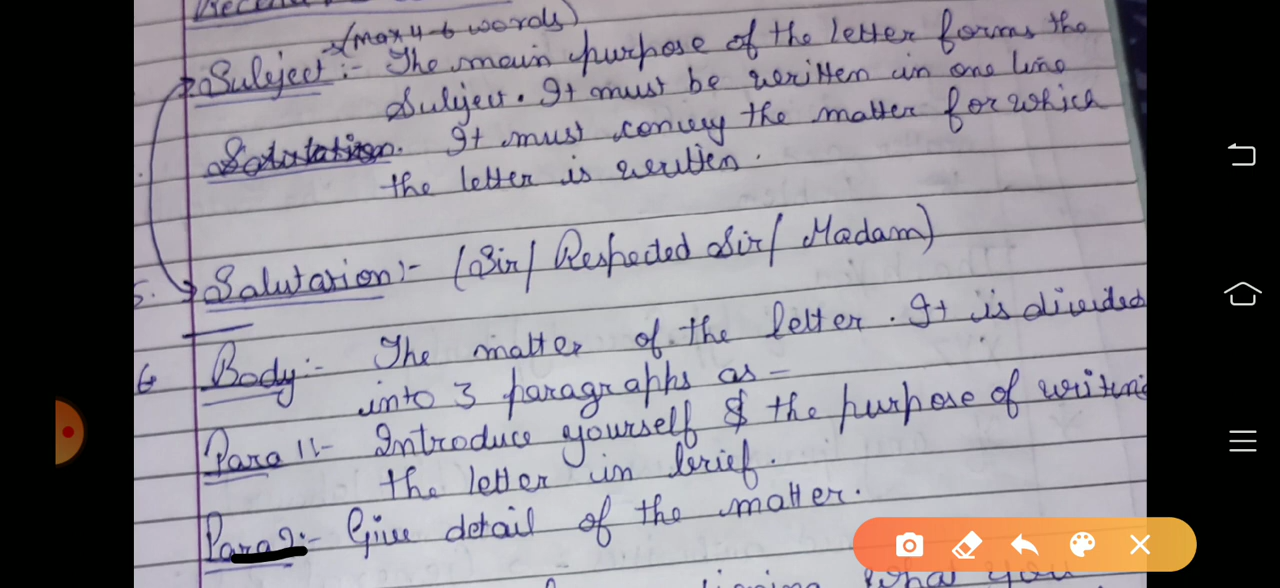 (max 4-6 words)
Subject :- The main purpose of the letter forms the
Subject. It must be written in one line
Salutation. It must convey the matter for which
the letter is written.
5. Salutation :- (Sir/ Respected Sir/ Madam)
6 Body :- The matter of the letter. It is divided
into 3 paragraphs as -
Para 1:- Introduce yourself & the purpose of writing
the letter in brief.
Para 2:- Give detail of the matter.
what you